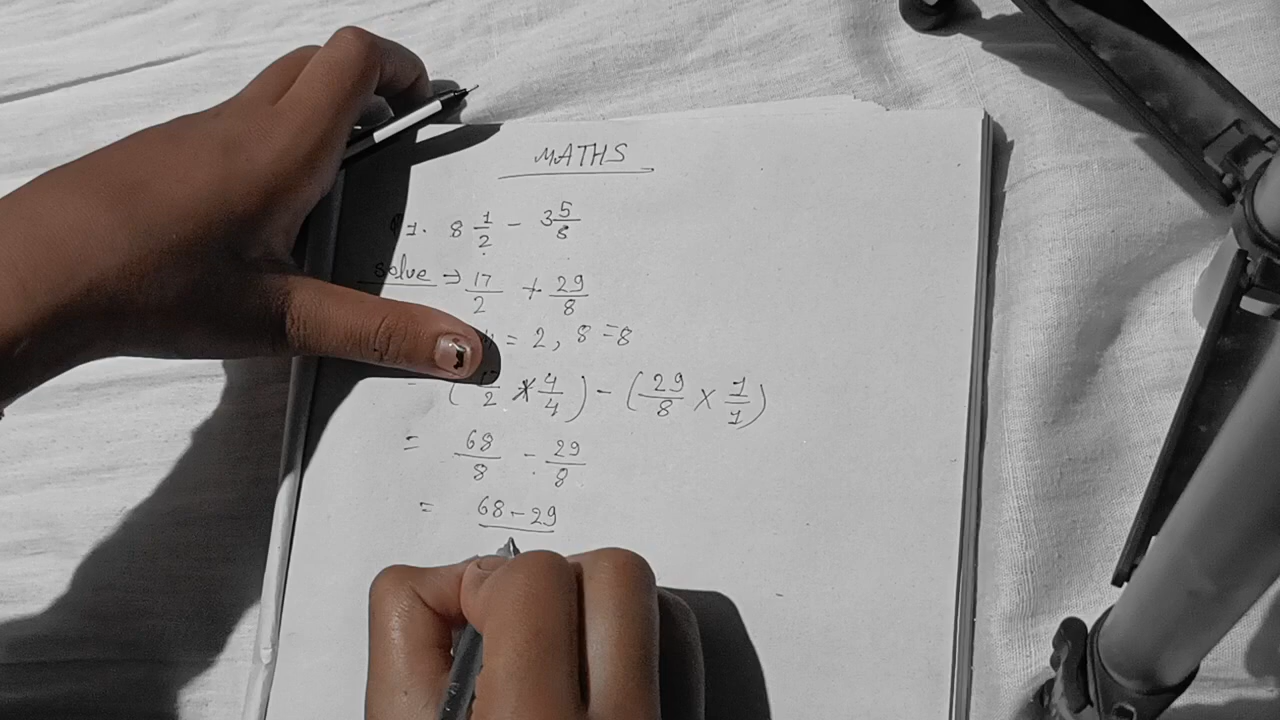 MATHS
1. 8 1/2 - 3 5/8
Solve → 17/2 + 29/8
= 2, 8 = 8
= ( /2 × 4/4 ) - ( 29/8 × 1/1 )
= 68/8 - 29/8
= 68 - 29